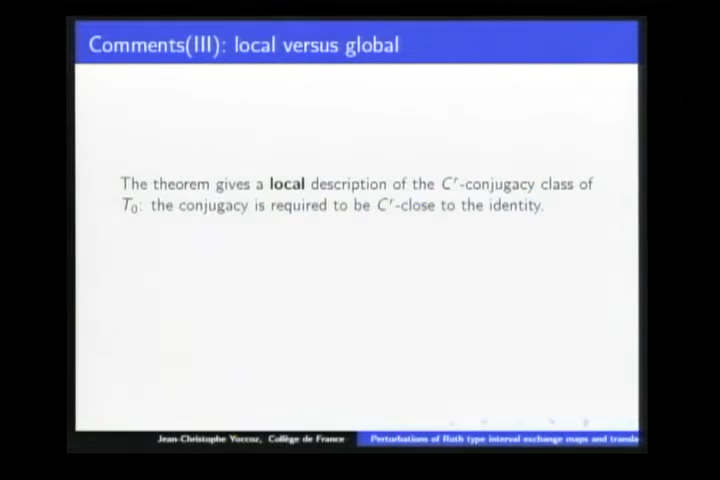 Comments(III): local versus global
The theorem gives a local description of the Cʳ-conjugacy class of
T₀: the conjugacy is required to be Cʳ-close to the identity.
Jean-Christophe Yoccoz, Collège de France
Perturbations of Roth type interval exchange maps and transla